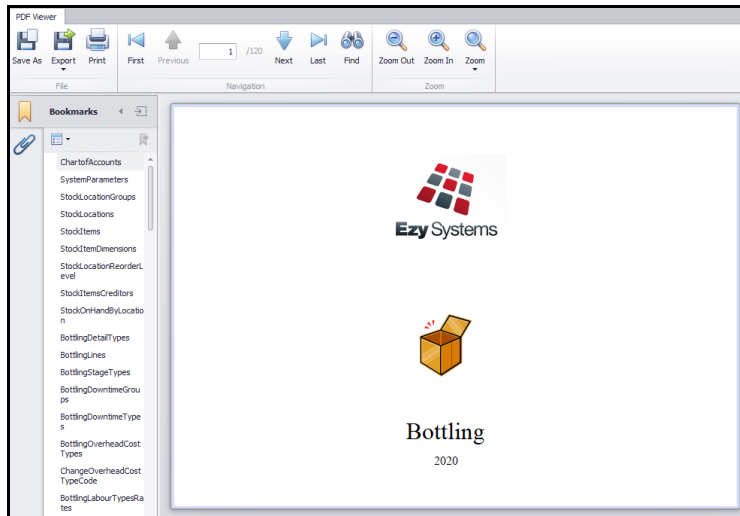 PDF Viewer
Save As
Export
Print
First
Previous
1
/120
Next
Last
Find
Zoom Out
Zoom In
Zoom
File
Navigation
Zoom
Bookmarks
ChartofAccounts
SystemParameters
StockLocationGroups
StockLocations
StockItems
StockItemDimensions
StockLocationReorderL
evel
StockItemsCreditors
StockOnHandByLocatio
n
BottlingDetailTypes
BottlingLines
BottlingStageTypes
BottlingDowntimeGrou
ps
BottlingDowntimeType
s
BottlingOverheadCost
Types
ChangeOverheadCost
TypeCode
BottlingLabourTypesRa
tes
Ezy Systems
Bottling
2020